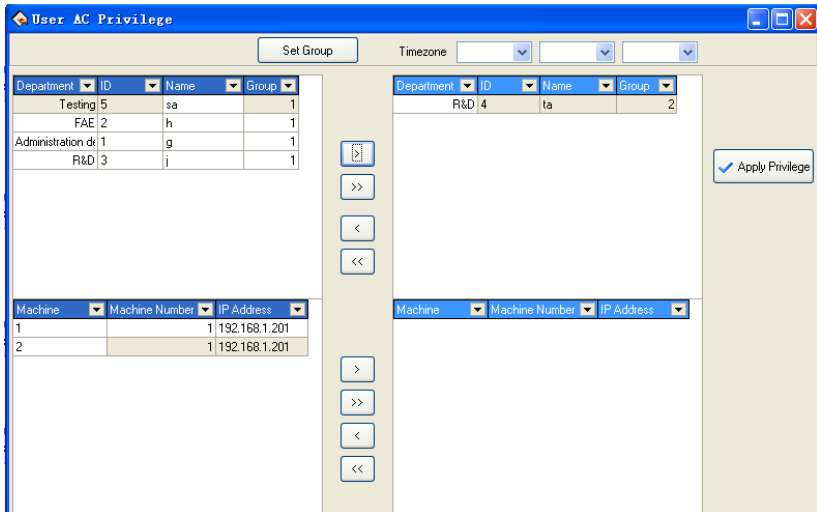 User AC Privilege
Set Group Timezone
Department ID Name Group
Testing 5 sa 1
FAE 2 h 1
Administration de 1 g 1
R&D 3 j 1
Department ID Name Group
R&D 4 ta 2
>
>>
<
<<
Apply Privilege
Machine Machine Number IP Address
1 1 192.168.1.201
2 1 192.168.1.201
Machine Machine Number IP Address
>
>>
<
<<